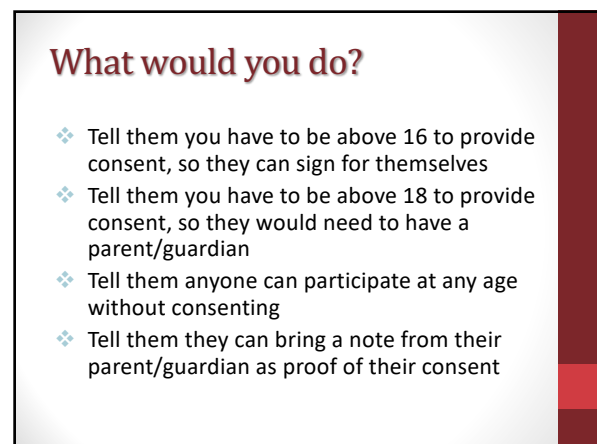 What would you do?
Tell them you have to be above 16 to provide
consent, so they can sign for themselves
Tell them you have to be above 18 to provide
consent, so they would need to have a
parent/guardian
Tell them anyone can participate at any age
without consenting
Tell them they can bring a note from their
parent/guardian as proof of their consent